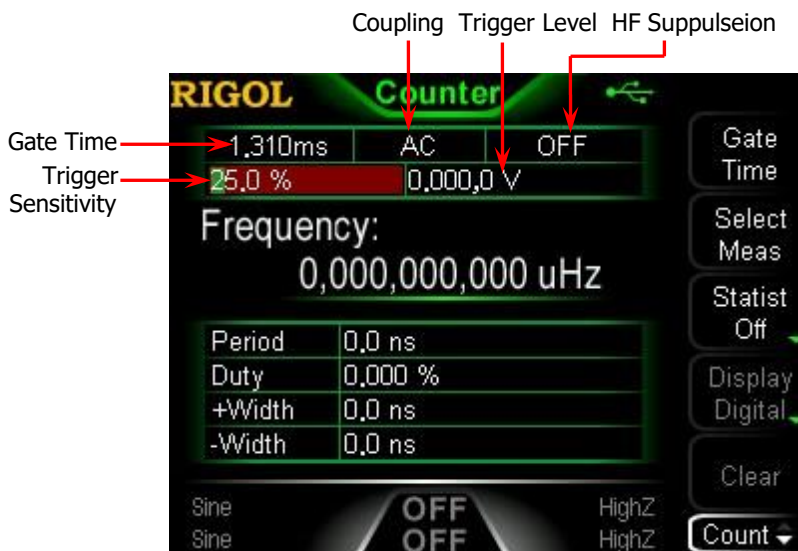 Coupling Trigger Level HF Suppulseion
RIGOL Counter
Gate Time
1.310ms AC OFF
Trigger
Sensitivity
25.0 % 0.000,0 V
Frequency:
0,000,000,000 uHz
Period 0.0 ns
Duty 0.000 %
+Width 0.0 ns
-Width 0.0 ns
Sine OFF HighZ
Sine OFF HighZ
Gate
Time
Select
Meas
Statist
Off
Display
Digital
Clear
Count